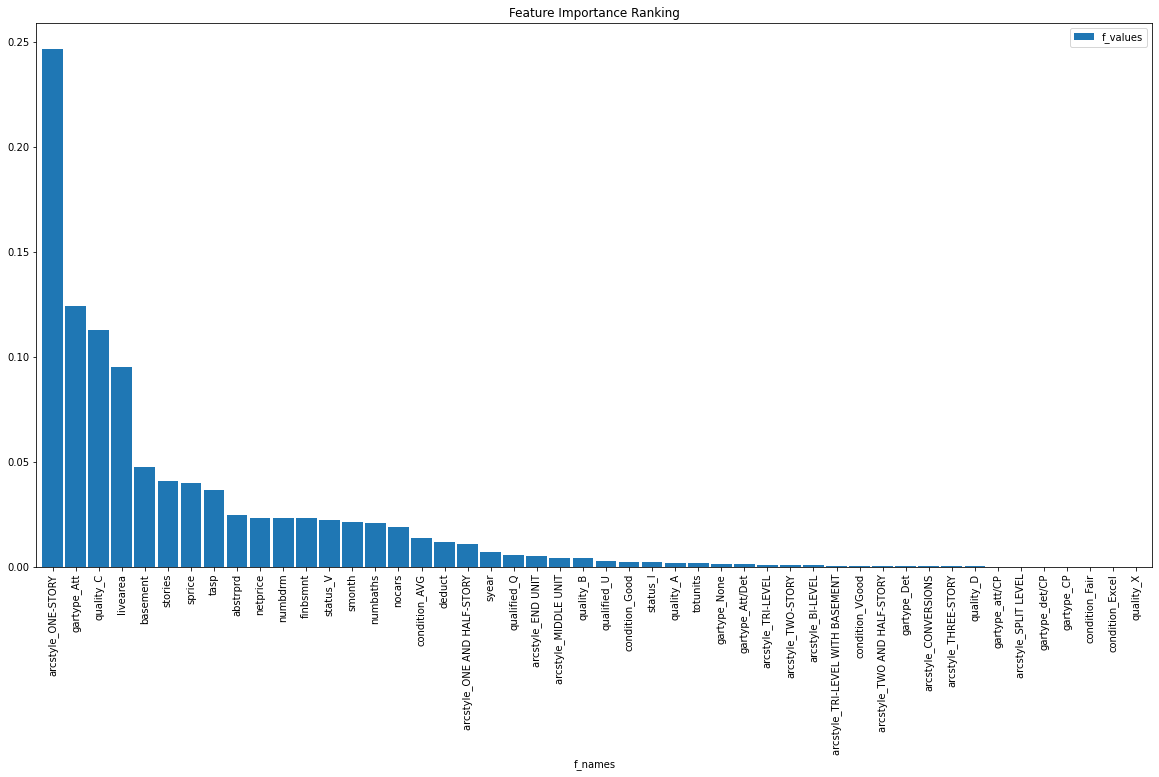 Feature Importance Ranking
f_values
0.25
0.20
0.15
0.10
0.05
0.00
arcstyle_ONE-STORY
gartype_Att
quality_C
livearea
basement
stories
sprice
tasp
abstrprd
netprice
numbdrm
finbsmnt
status_V
smonth
numbaths
nocars
condition_AVG
deduct
arcstyle_ONE AND HALF-STORY
syear
qualified_Q
arcstyle_END UNIT
arcstyle_MIDDLE UNIT
quality_B
qualified_U
condition_Good
status_I
quality_A
totunits
gartype_None
gartype_Att/Det
arcstyle_TRI-LEVEL
arcstyle_TWO-STORY
arcstyle_BI-LEVEL
arcstyle_TRI-LEVEL WITH BASEMENT
condition_VGood
arcstyle_TWO AND HALF-STORY
gartype_Det
arcstyle_CONVERSIONS
arcstyle_THREE-STORY
quality_D
gartype_att/CP
arcstyle_SPLIT LEVEL
gartype_det/CP
gartype_CP
condition_Fair
condition_Excel
quality_X
f_names